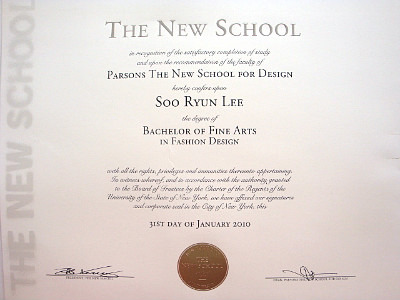 THE NEW SCHOOL
THE NEW SCHOOL
in recognition of the satisfactory completion of study
and upon the recommendation of the faculty of
PARSONS THE NEW SCHOOL FOR DESIGN
hereby confers upon
SOO RYUN LEE
the degree of
BACHELOR OF FINE ARTS
IN FASHION DESIGN
with all the rights, privileges and immunities thereunto appertaining.
In witness whereof, and in accordance with the authority granted
to the Board of Trustees by the Charter of the Regents of the
University of the State of New York, we have affixed our signatures
and corporate seal in the City of New York, this
31ST DAY OF JANUARY 2010
THE
NEW SCHOOL